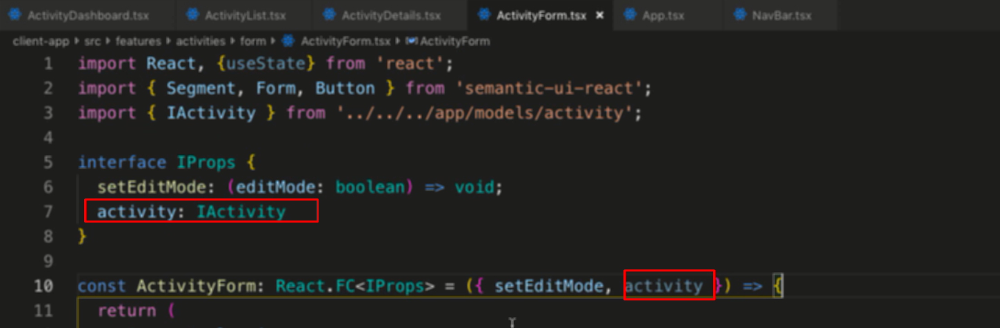 ActivityDashboard.tsx ActivityList.tsx ActivityDetails.tsx ActivityForm.tsx × App.tsx NavBar.tsx
client-app › src › features › activities › form › ActivityForm.tsx › ActivityForm
1 import React, {useState} from 'react';
2 import { Segment, Form, Button } from 'semantic-ui-react';
3 import { IActivity } from '../../../app/models/activity';
4
5 interface IProps {
6 setEditMode: (editMode: boolean) => void;
7 activity: IActivity
8 }
9
10 const ActivityForm: React.FC<IProps> = ({ setEditMode, activity }) => {
11 return (